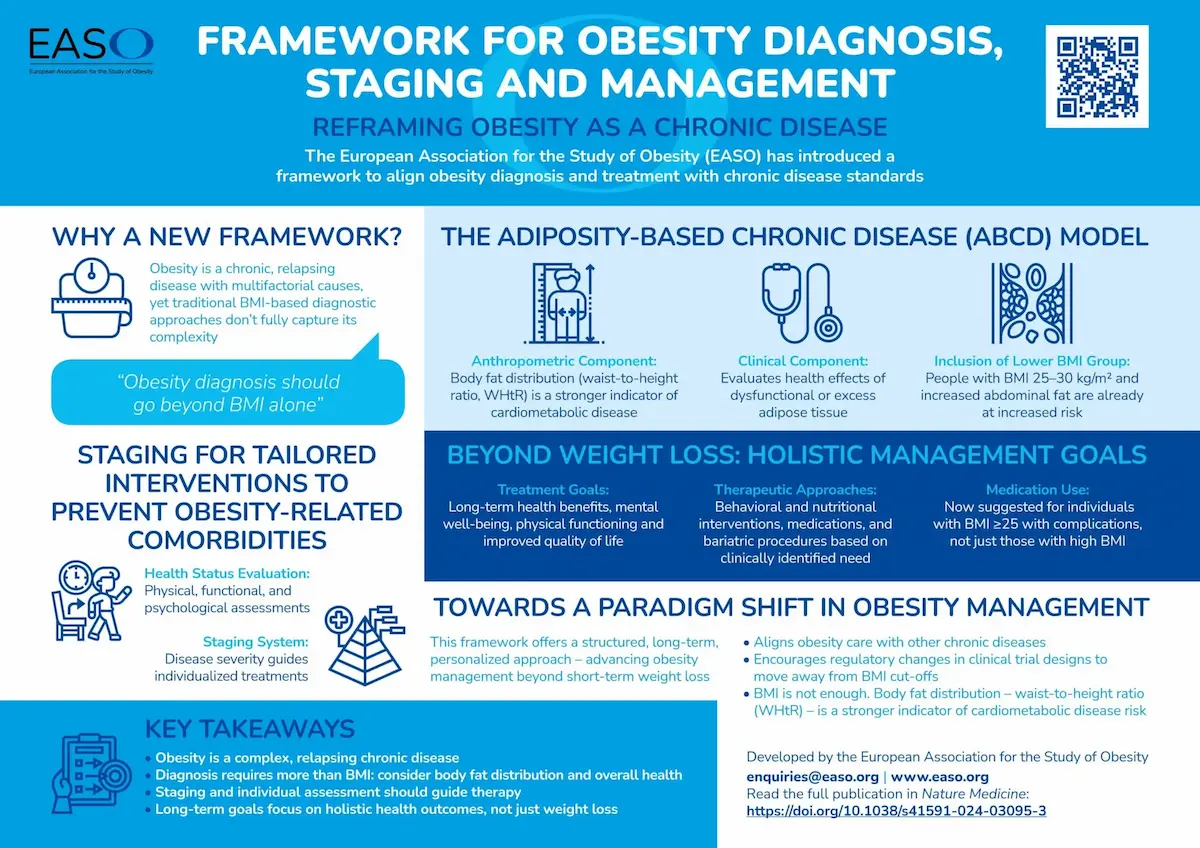 EASO
European Association for the Study of Obesity
FRAMEWORK FOR OBESITY DIAGNOSIS,
STAGING AND MANAGEMENT
REFRAMING OBESITY AS A CHRONIC DISEASE
The European Association for the Study of Obesity (EASO) has introduced a
framework to align obesity diagnosis and treatment with chronic disease standards
WHY A NEW FRAMEWORK?
Obesity is a chronic, relapsing
disease with multifactorial causes,
yet traditional BMI-based diagnostic
approaches don't fully capture its
complexity
“Obesity diagnosis should
go beyond BMI alone”
THE ADIPOSITY-BASED CHRONIC DISEASE (ABCD) MODEL
Anthropometric Component:
Body fat distribution (waist-to-height
ratio, WHtR) is a stronger indicator of
cardiometabolic disease
Clinical Component:
Evaluates health effects of
dysfunctional or excess
adipose tissue
Inclusion of Lower BMI Group:
People with BMI 25–30 kg/m² and
increased abdominal fat are already
at increased risk
STAGING FOR TAILORED
INTERVENTIONS TO
PREVENT OBESITY-RELATED
COMORBIDITIES
Health Status Evaluation:
Physical, functional, and
psychological assessments
Staging System:
Disease severity guides
individualized treatments
BEYOND WEIGHT LOSS: HOLISTIC MANAGEMENT GOALS
Treatment Goals:
Long-term health benefits, mental
well-being, physical functioning and
improved quality of life
Therapeutic Approaches:
Behavioral and nutritional
interventions, medications, and
bariatric procedures based on
clinically identified need
Medication Use:
Now suggested for individuals
with BMI ≥25 with complications,
not just those with high BMI
TOWARDS A PARADIGM SHIFT IN OBESITY MANAGEMENT
This framework offers a structured, long-term,
personalized approach – advancing obesity
management beyond short-term weight loss
• Aligns obesity care with other chronic diseases
• Encourages regulatory changes in clinical trial designs to
move away from BMI cut-offs
• BMI is not enough. Body fat distribution – waist-to-height ratio
(WHtR) – is a stronger indicator of cardiometabolic disease risk
KEY TAKEAWAYS
• Obesity is a complex, relapsing chronic disease
• Diagnosis requires more than BMI: consider body fat distribution and overall health
• Staging and individual assessment should guide therapy
• Long-term goals focus on holistic health outcomes, not just weight loss
Developed by the European Association for the Study of Obesity
enquiries@easo.org | www.easo.org
Read the full publication in Nature Medicine:
https://doi.org/10.1038/s41591-024-03095-3